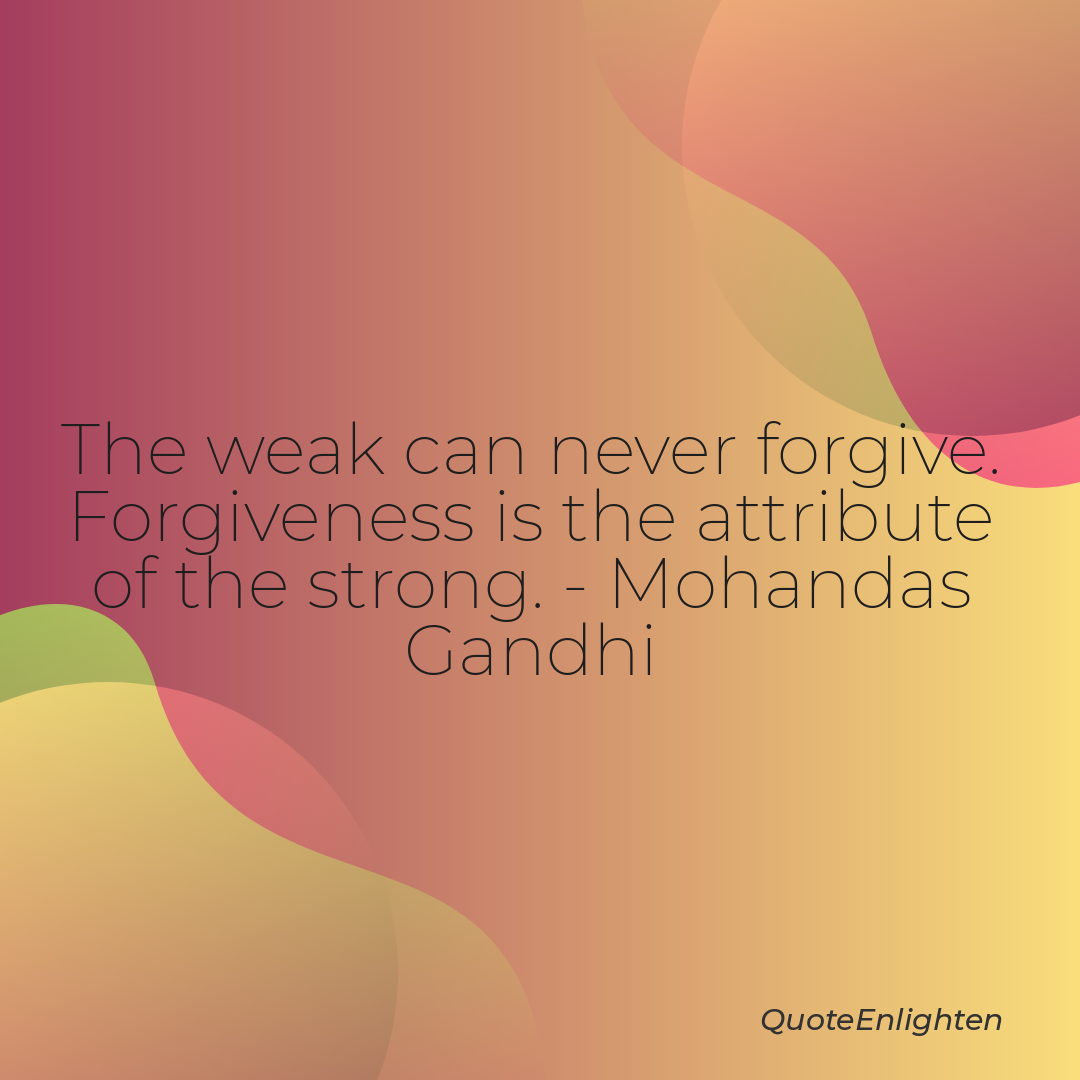 The weak can never forgive.
Forgiveness is the attribute
of the strong. - Mohandas
Gandhi
QuoteEnlighten